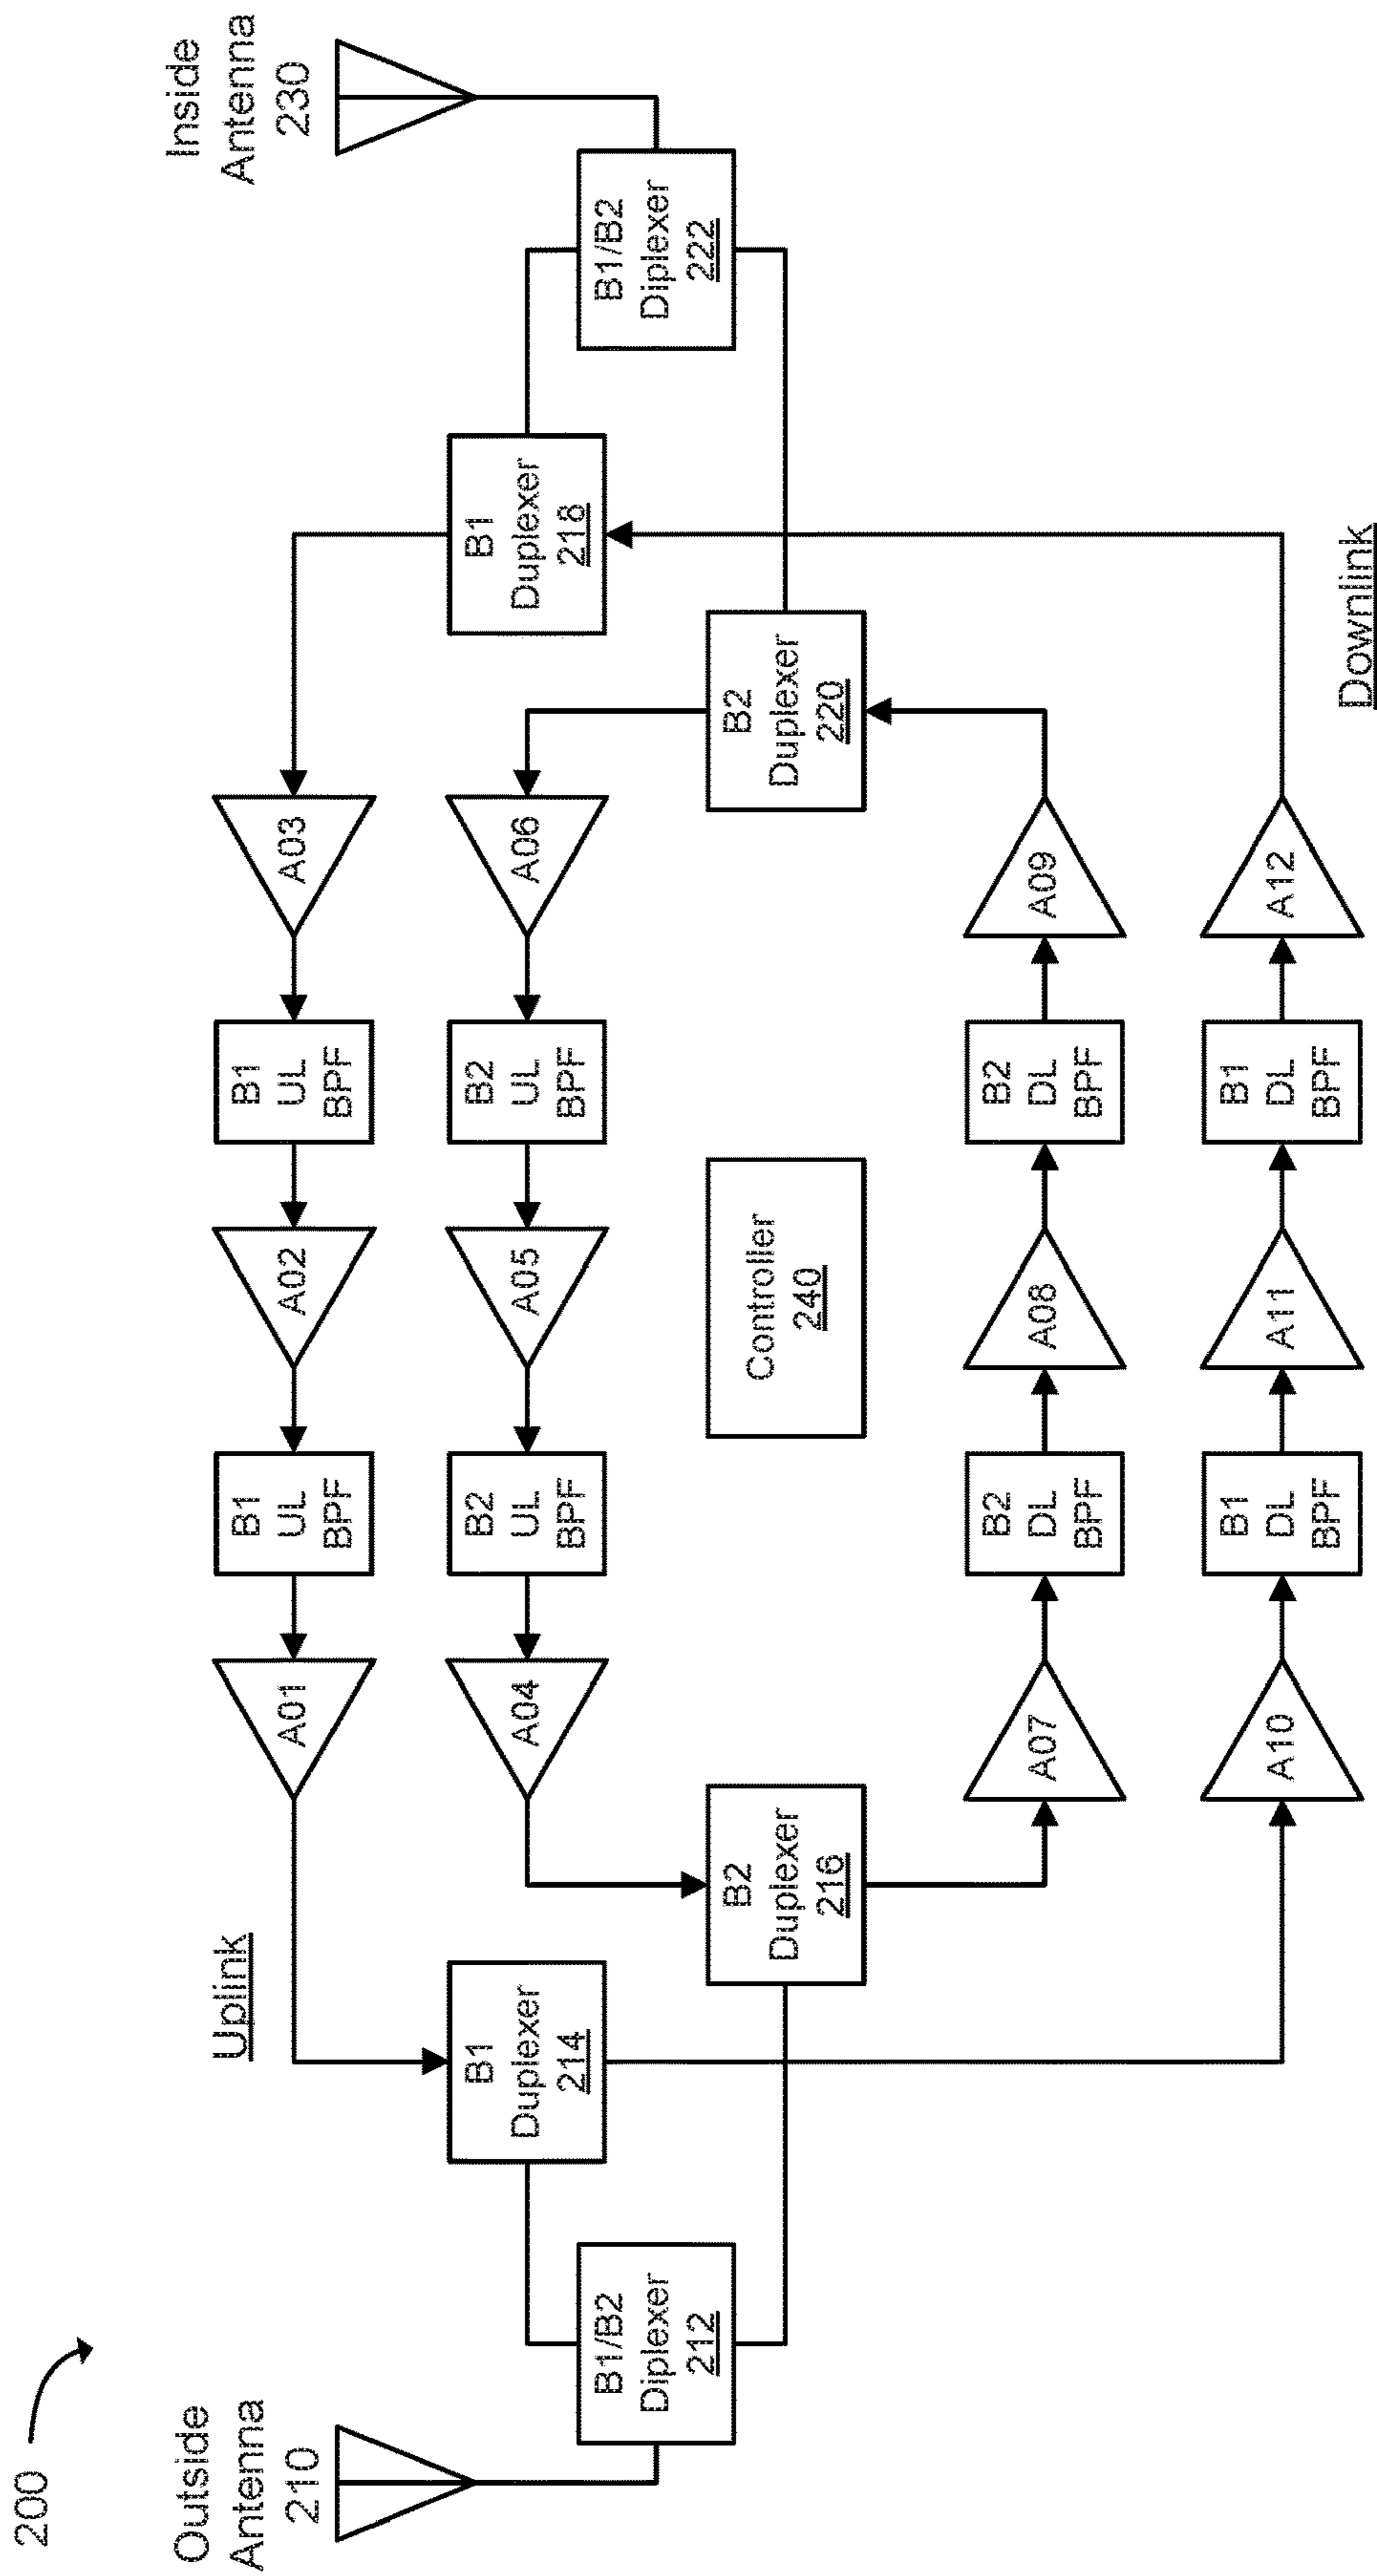 200
Outside
Antenna
210
Inside
Antenna
230
Uplink
A01
B1
UL
BPF
A02
B1
UL
BPF
A03
A04
B2
UL
BPF
A05
B2
UL
BPF
A06
B1/B2
Diplexer
212
B1
Duplexer
214
B2
Duplexer
216
Controller
240
B2
Duplexer
220
B1
Duplexer
218
B1/B2
Diplexer
222
A07
B2
DL
BPF
A08
B2
DL
BPF
A09
A10
B1
DL
BPF
A11
B1
DL
BPF
A12
Downlink